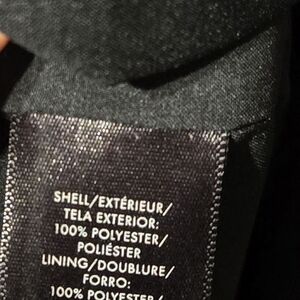 SHELL/EXTÉRIEUR/
TELA EXTERIOR:
100% POLYESTER/
POLIÉSTER
LINING/DOUBLURE/
FORRO:
100% POLYESTER/